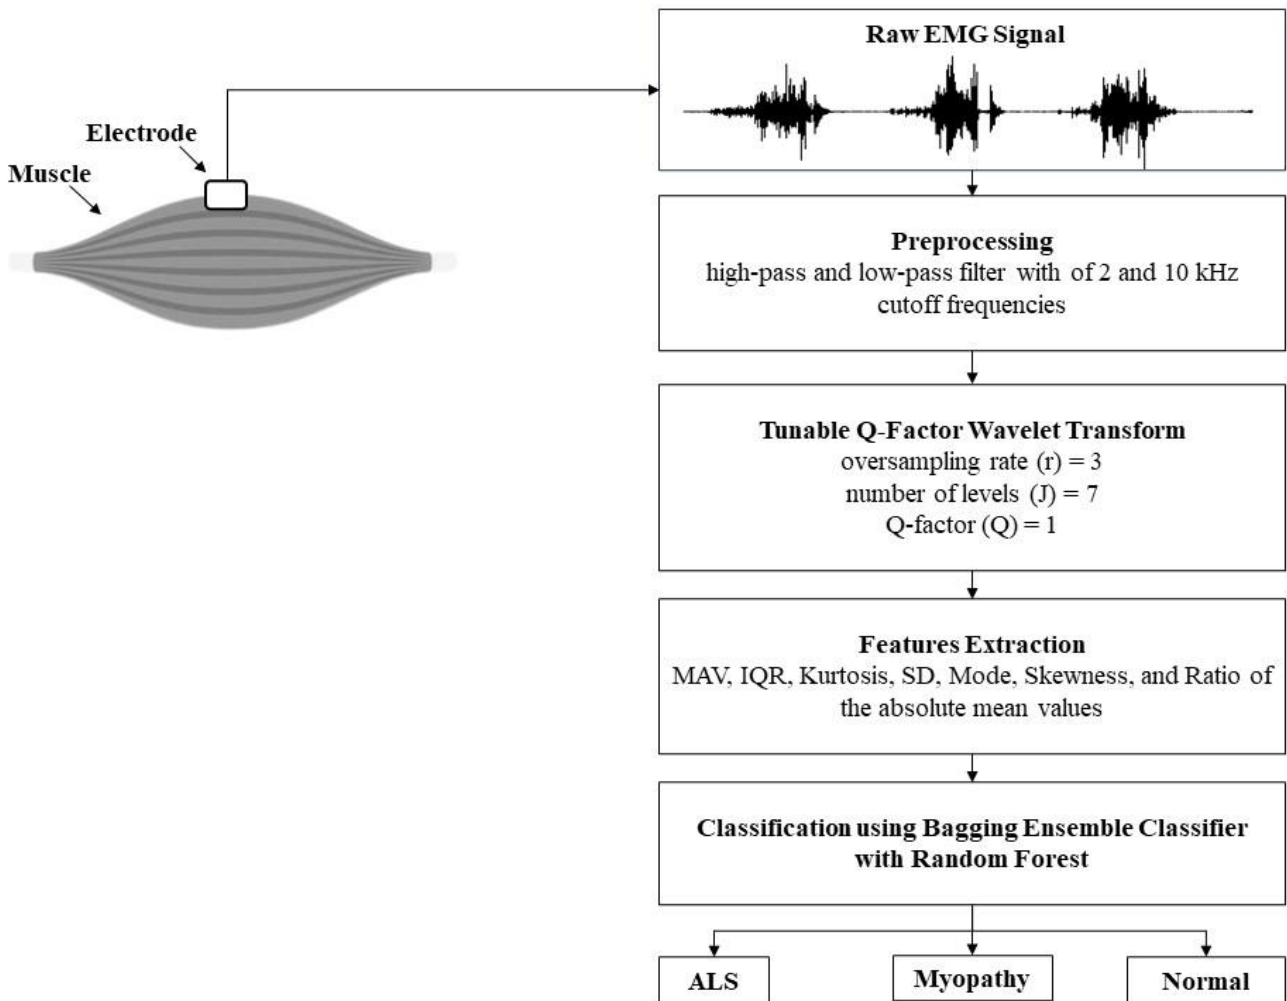 Raw EMG Signal
Electrode
Muscle
Preprocessing
high-pass and low-pass filter with of 2 and 10 kHz
cutoff frequencies
Tunable Q-Factor Wavelet Transform
oversampling rate (r) = 3
number of levels (J) = 7
Q-factor (Q) = 1
Features Extraction
MAV, IQR, Kurtosis, SD, Mode, Skewness, and Ratio of
the absolute mean values
Classification using Bagging Ensemble Classifier
with Random Forest
ALS
Myopathy
Normal